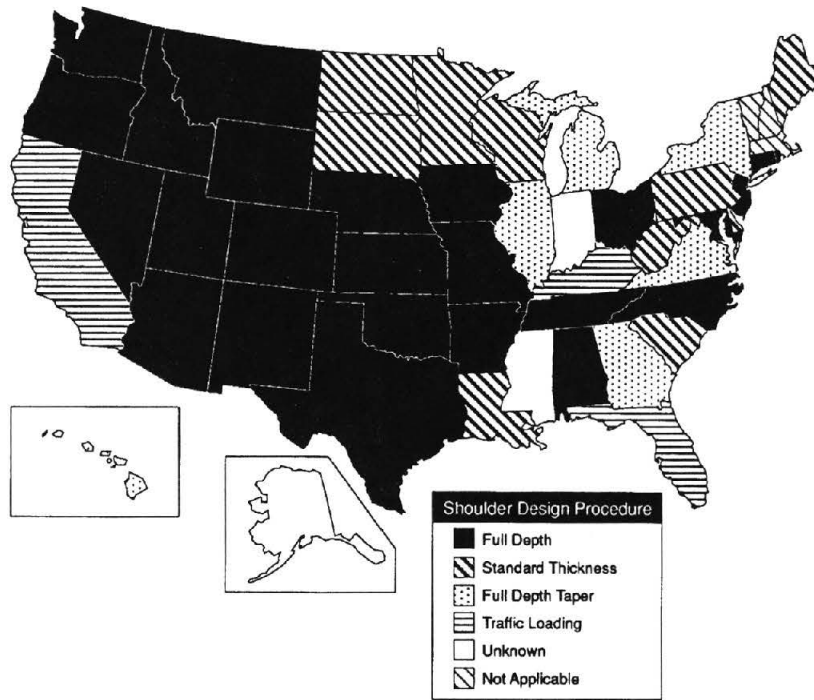 Shoulder Design Procedure
Full Depth
Standard Thickness
Full Depth Taper
Traffic Loading
Unknown
Not Applicable